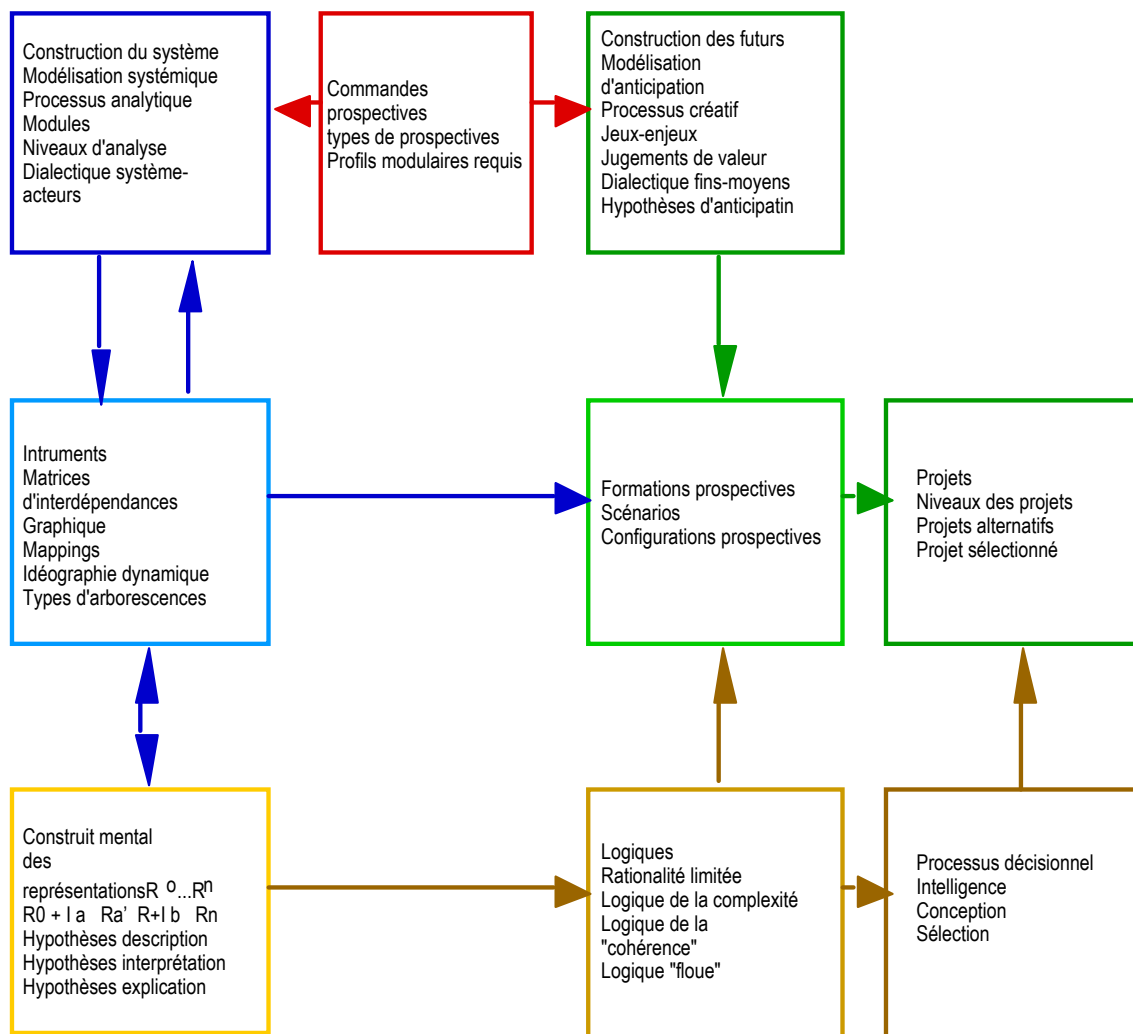 Construction du système
Modélisation systémique
Processus analytique
Modules
Niveaux d'analyse
Dialectique système-
acteurs
Commandes
prospectives
types de prospectives
Profils modulaires requis
Construction des futurs
Modélisation
d'anticipation
Processus créatif
Jeux-enjeux
Jugements de valeur
Dialectique fins-moyens
Hypothèses d'anticipatin
Intruments
Matrices
d'interdépendances
Graphique
Mappings
Idéographie dynamique
Types d'arborescences
Formations prospectives
Scénarios
Configurations prospectives
Projets
Niveaux des projets
Projets alternatifs
Projet sélectionné
Construit mental
des
représentationsR o...Rn
R0 + I a Ra’ R+I b Rn
Hypothèses description
Hypothèses interprétation
Hypothèses explication
Logiques
Rationalité limitée
Logique de la complexité
Logique de la
"cohérence"
Logique "floue"
Processus décisionnel
Intelligence
Conception
Sélection